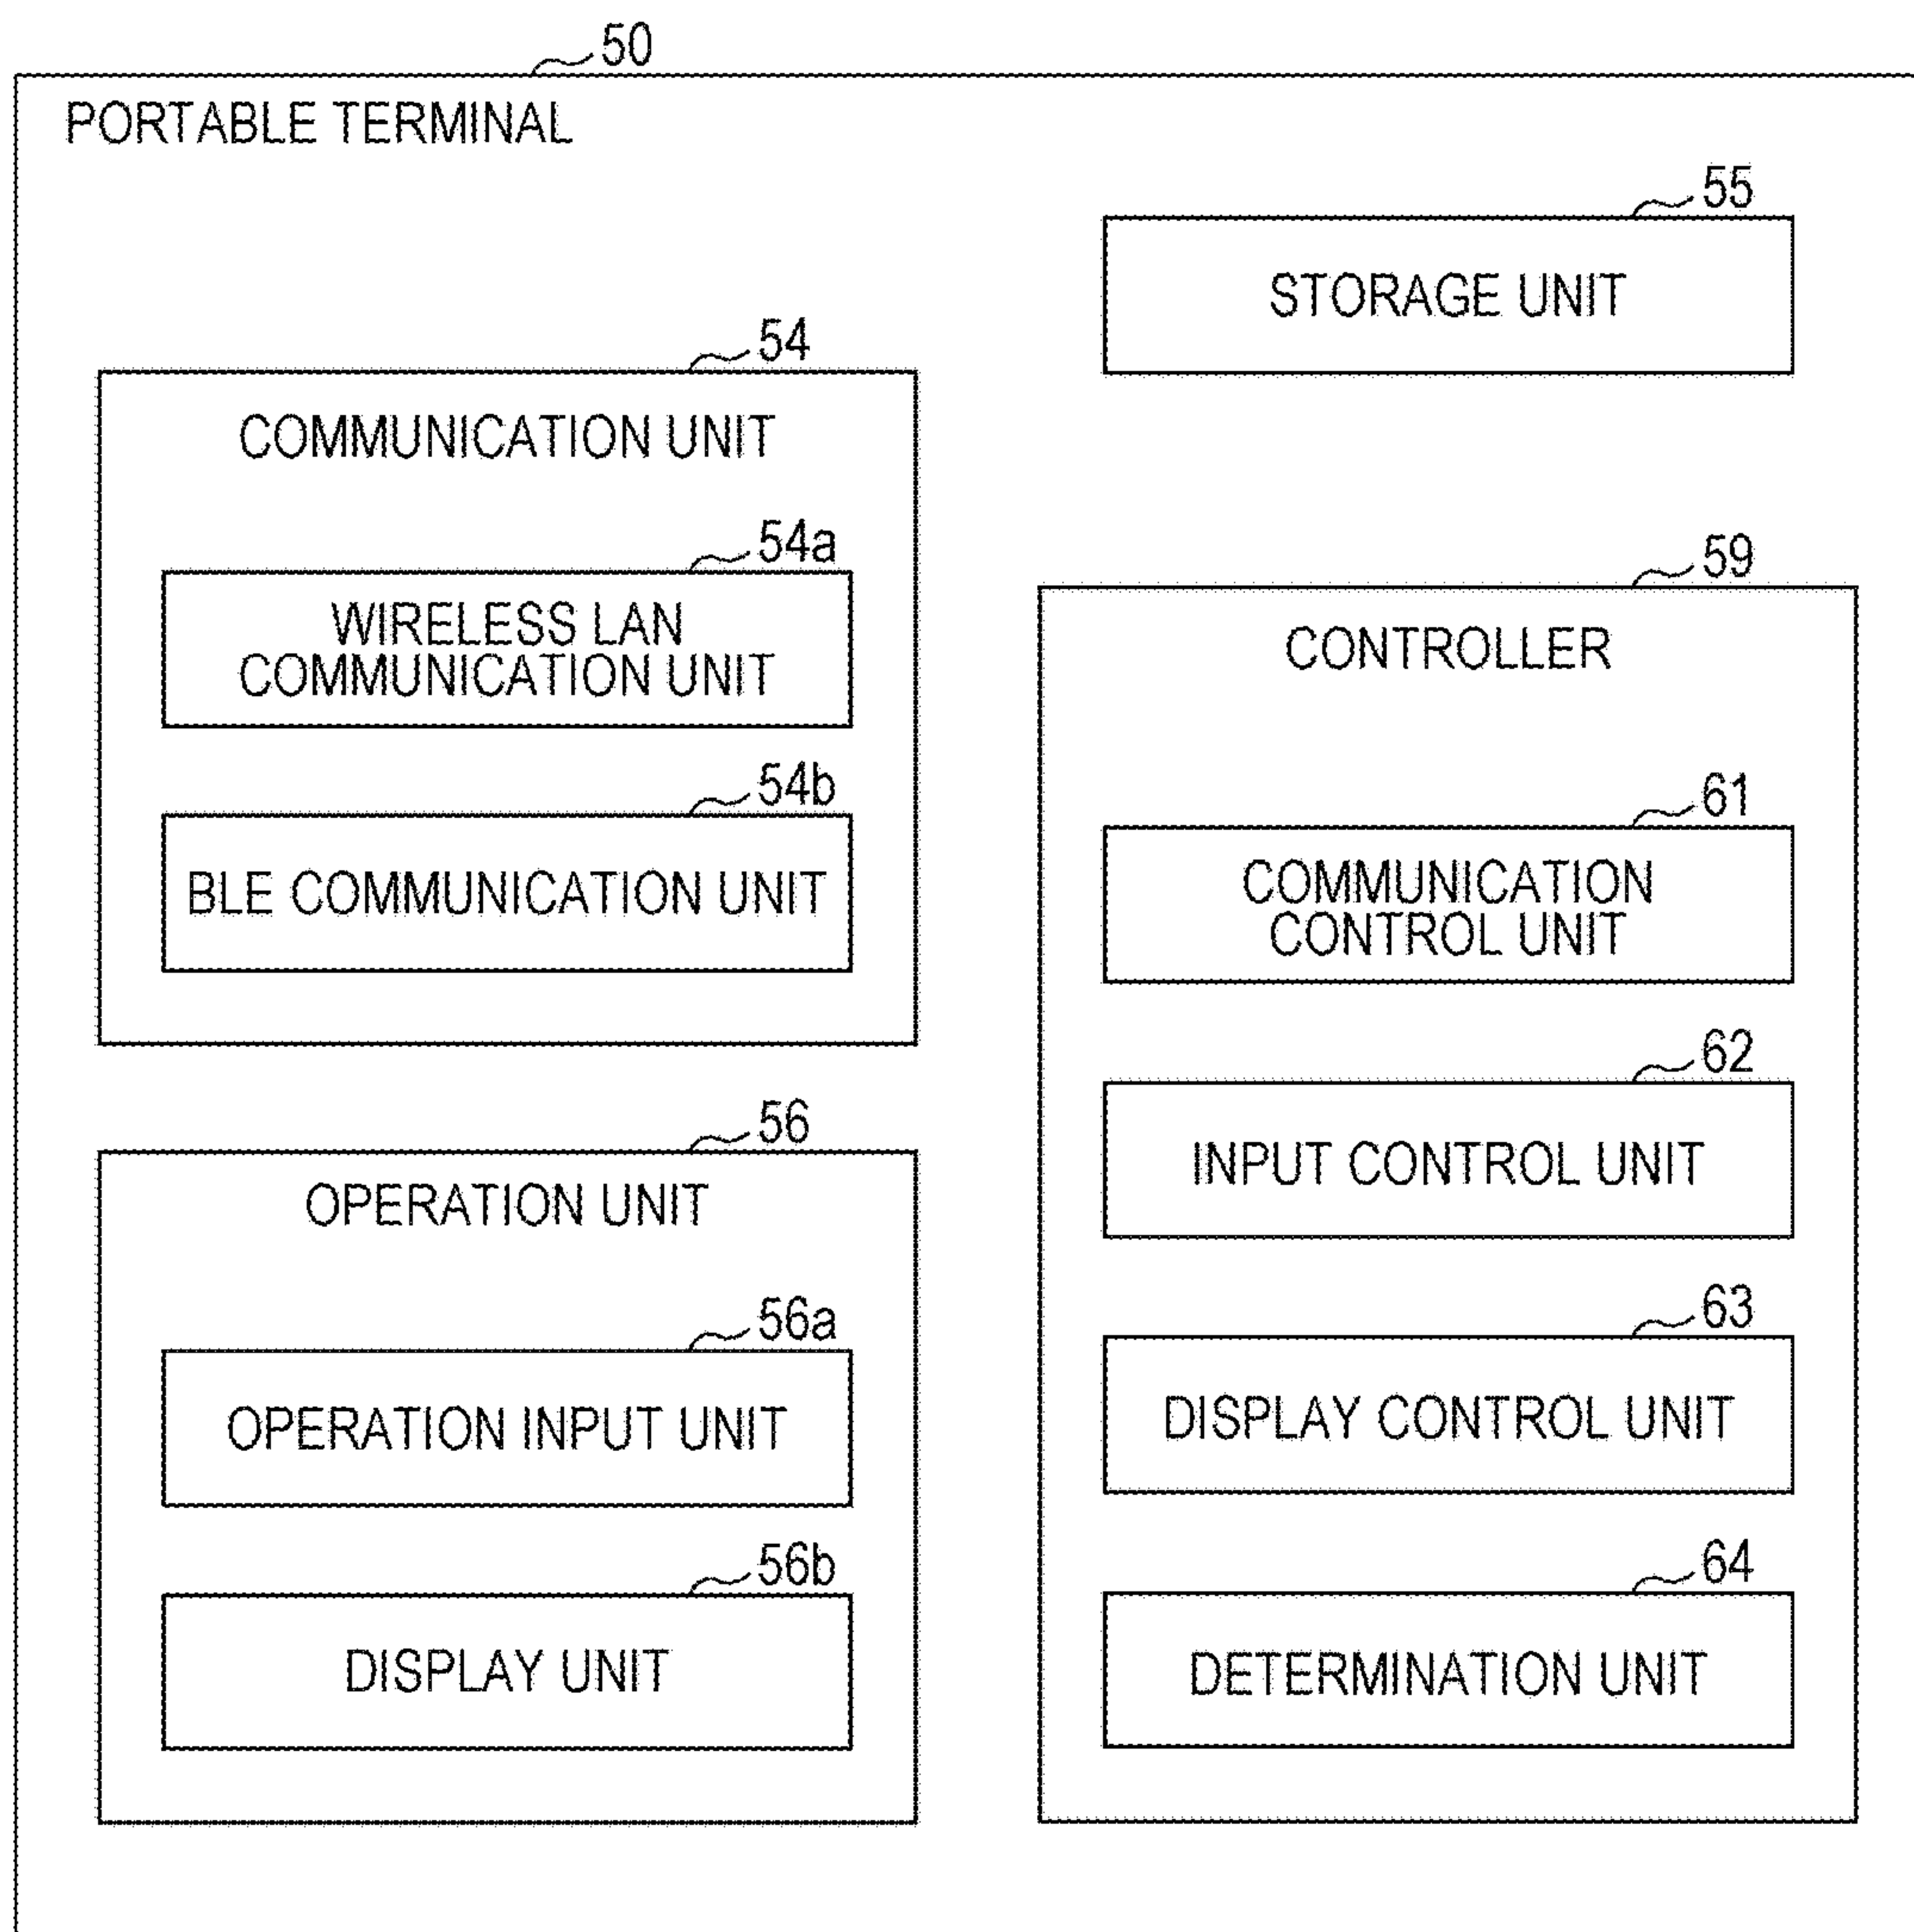 50
PORTABLE TERMINAL
55
STORAGE UNIT
54
COMMUNICATION UNIT
54a
WIRELESS LAN
COMMUNICATION UNIT
54b
BLE COMMUNICATION UNIT
59
CONTROLLER
61
COMMUNICATION
CONTROL UNIT
62
INPUT CONTROL UNIT
63
DISPLAY CONTROL UNIT
64
DETERMINATION UNIT
56
OPERATION UNIT
56a
OPERATION INPUT UNIT
56b
DISPLAY UNIT